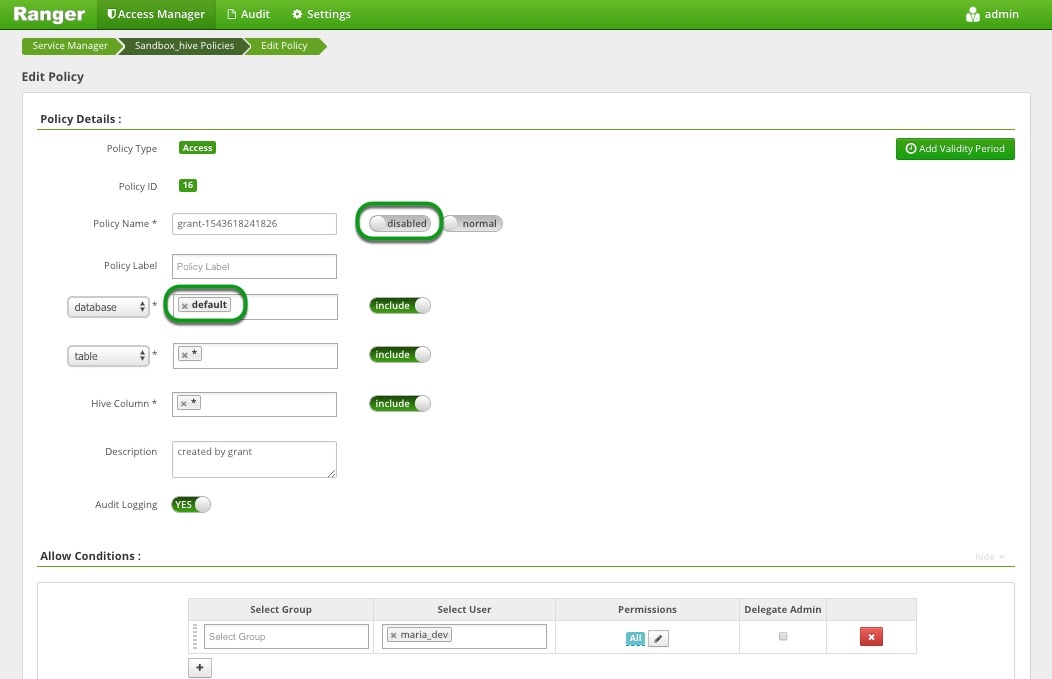 Ranger Access Manager Audit Settings admin
Service Manager Sandbox_hive Policies Edit Policy
Edit Policy
Policy Details :
Policy Type Access Add Validity Period
Policy ID 16
Policy Name * grant-1543618241826 disabled normal
Policy Label Policy Label
database * default include
table * * include
Hive Column * * include
Description created by grant
Audit Logging YES
Allow Conditions : hide
Select Group Select User Permissions Delegate Admin
Select Group maria_dev All
+